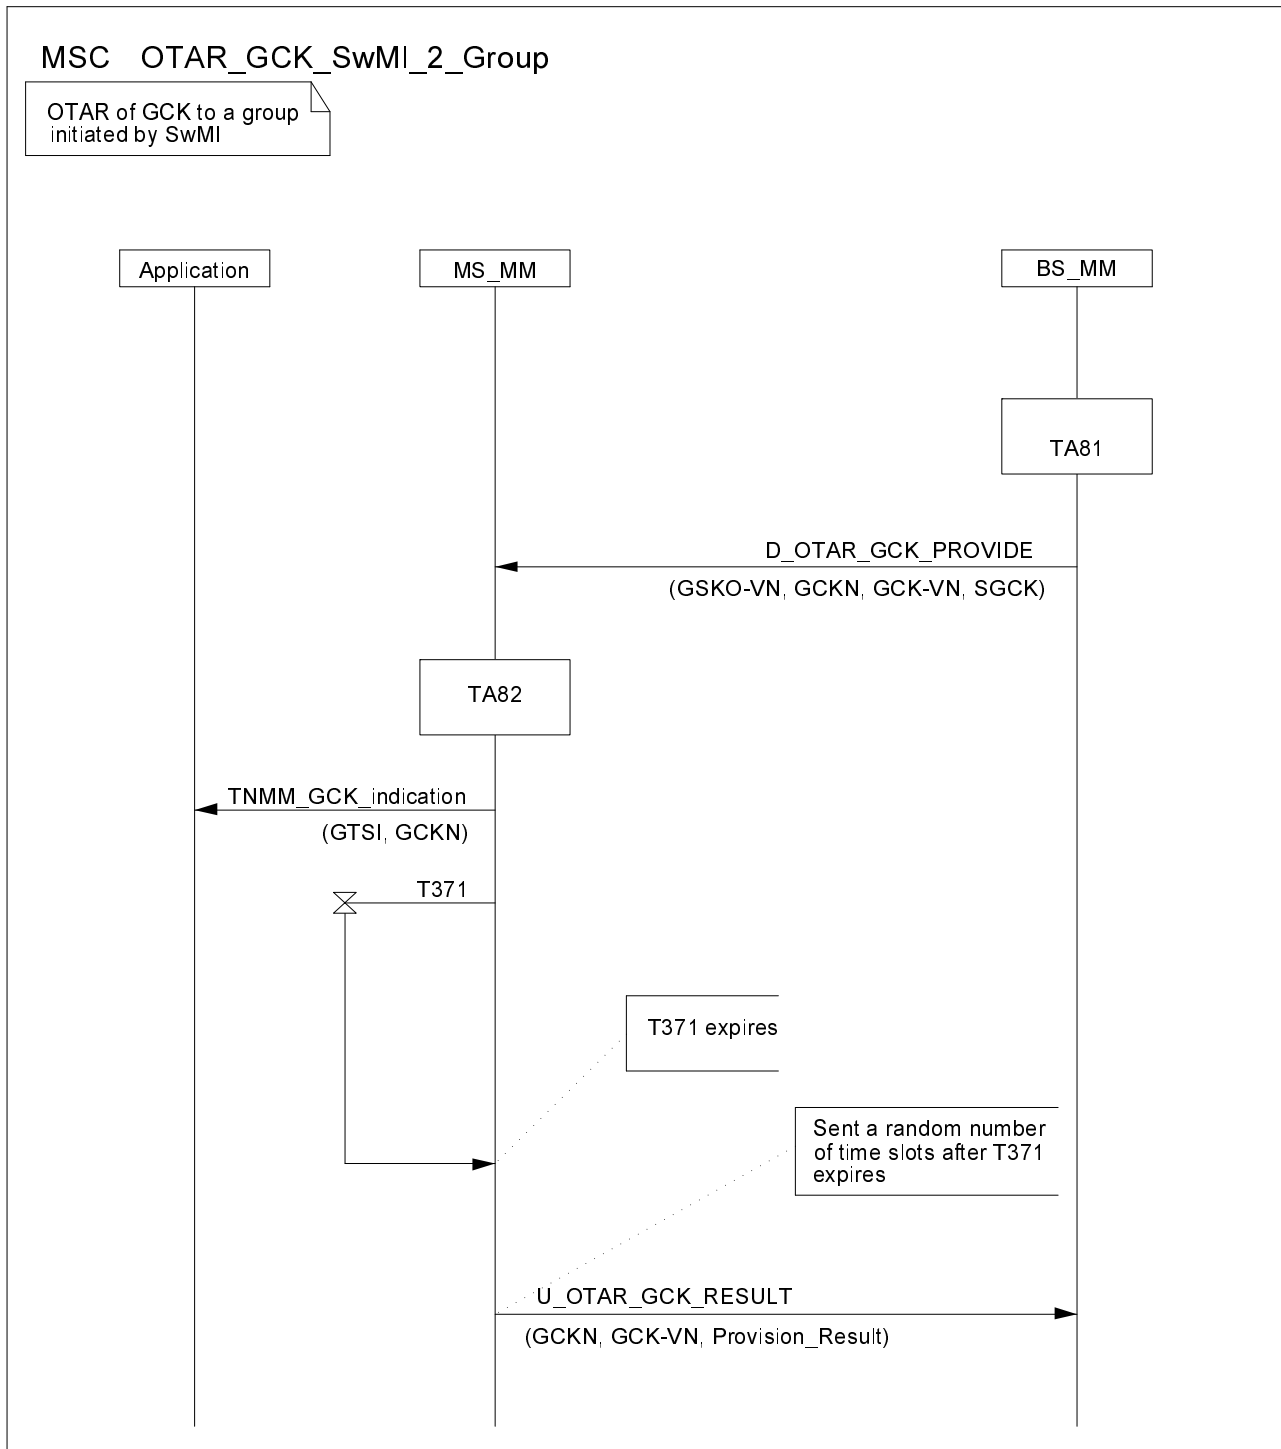 MSC OTAR_GCK_SwMI_2_Group
OTAR of GCK to a group
initiated by SwMI
Application
MS_MM
BS_MM
TA81
D_OTAR_GCK_PROVIDE
(GSKO-VN, GCKN, GCK-VN, SGCK)
TA82
TNMM_GCK_indication
(GTSI, GCKN)
T371
T371 expires
Sent a random number
of time slots after T371
expires
U_OTAR_GCK_RESULT
(GCKN, GCK-VN, Provision_Result)